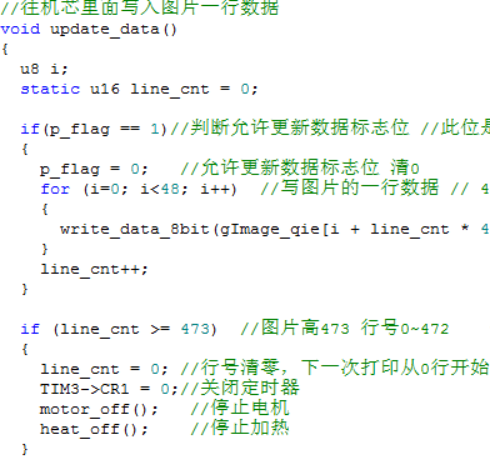 //往机芯里面写入图片一行数据
void update_data()
{
  u8 i;
  static u16 line_cnt = 0;

  if(p_flag == 1)//判断允许更新数据标志位 //此位是
  {
    p_flag = 0;   //允许更新数据标志位 清0
    for (i=0; i<48; i++)  //写图片的一行数据 // 4
    {
      write_data_8bit(gImage_qie[i + line_cnt * 4
    }
    line_cnt++;
  }

  if (line_cnt >= 473)  //图片高473 行号0~472
  {
    line_cnt = 0; //行号清零，下一次打印从0行开始
    TIM3->CR1 = 0;//关闭定时器
    motor_off();   //停止电机
    heat_off();    //停止加热
  }